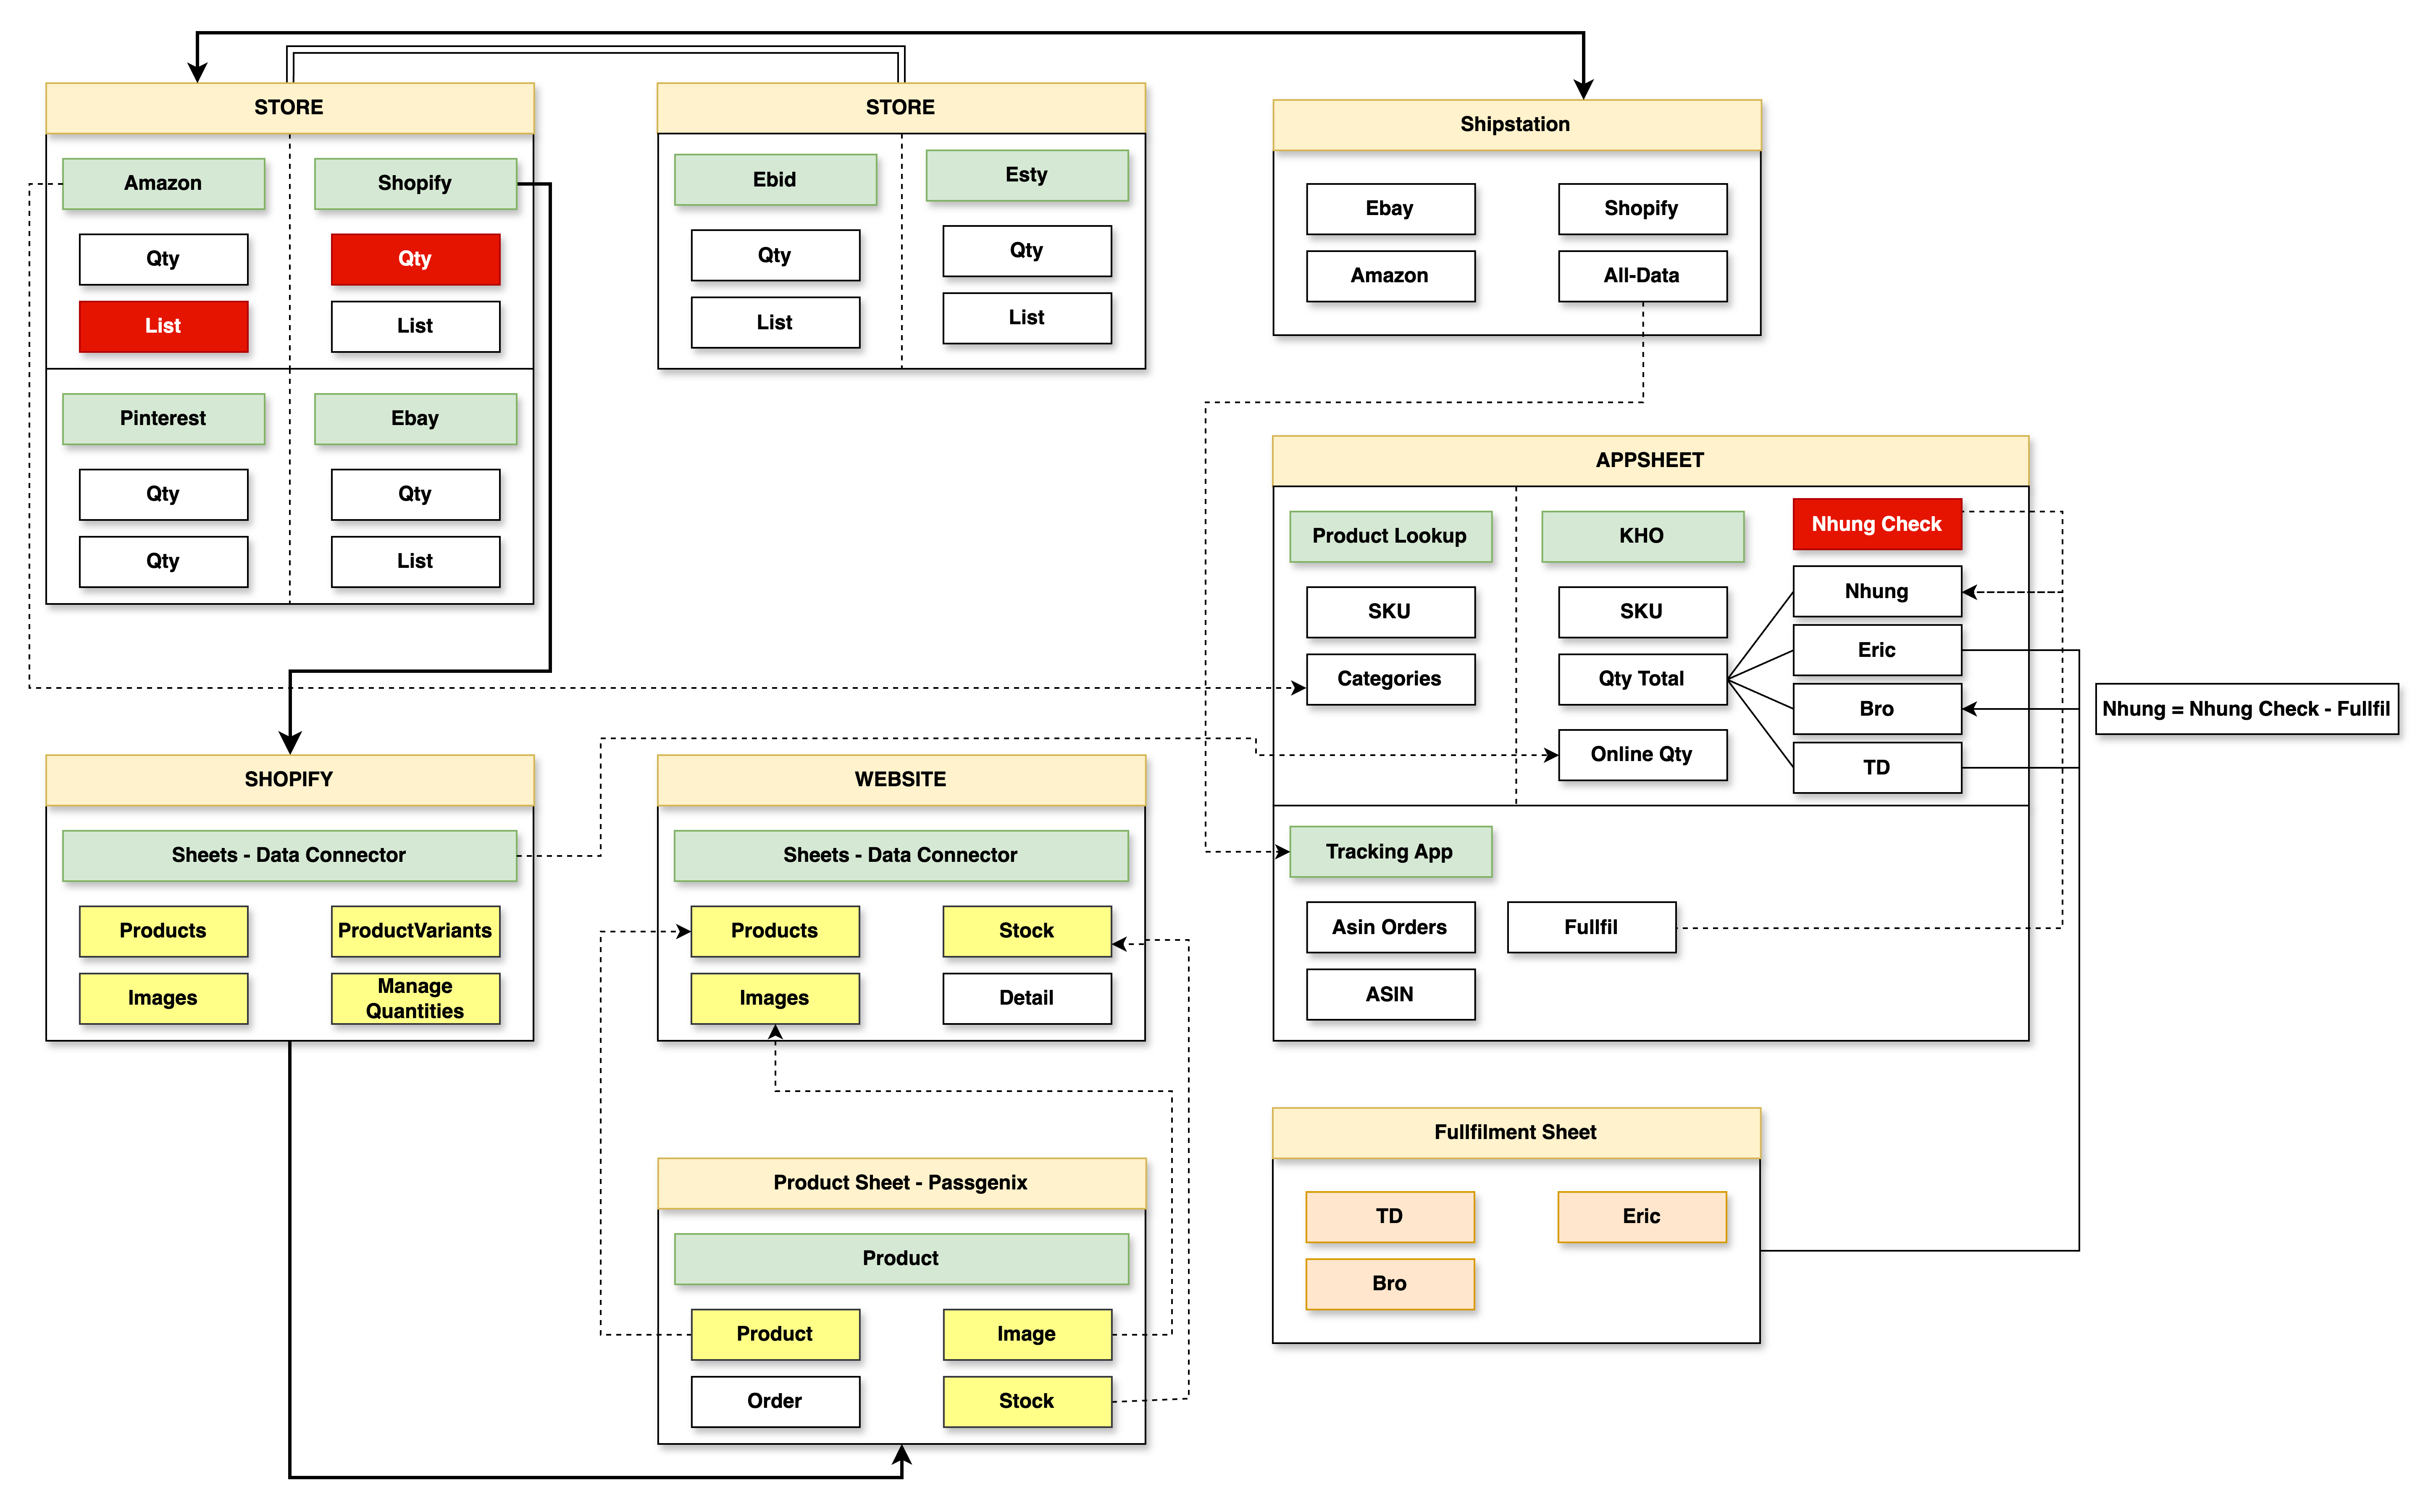 STORE
Amazon
Shopify
Qty
Qty
List
List
Pinterest
Ebay
Qty
Qty
Qty
List
STORE
Ebid
Esty
Qty
Qty
List
List
Shipstation
Ebay
Shopify
Amazon
All-Data
APPSHEET
Product Lookup
SKU
Categories
KHO
SKU
Qty Total
Online Qty
Nhung Check
Nhung
Eric
Bro
TD
Nhung = Nhung Check - Fullfil
Tracking App
Asin Orders
Fullfil
ASIN
SHOPIFY
Sheets - Data Connector
Products
ProductVariants
Images
Manage
Quantities
WEBSITE
Sheets - Data Connector
Products
Stock
Images
Detail
Product Sheet - Passgenix
Product
Product
Image
Order
Stock
Fullfilment Sheet
TD
Eric
Bro